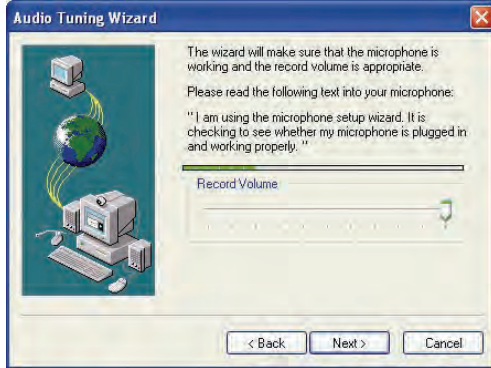 Audio Tuning Wizard
The wizard will make sure that the microphone is
working and the record volume is appropriate.
Please read the following text into your microphone:
"I am using the microphone setup wizard. It is
checking to see whether my microphone is plugged in
and working properly. "
Record Volume
< Back
Next >
Cancel